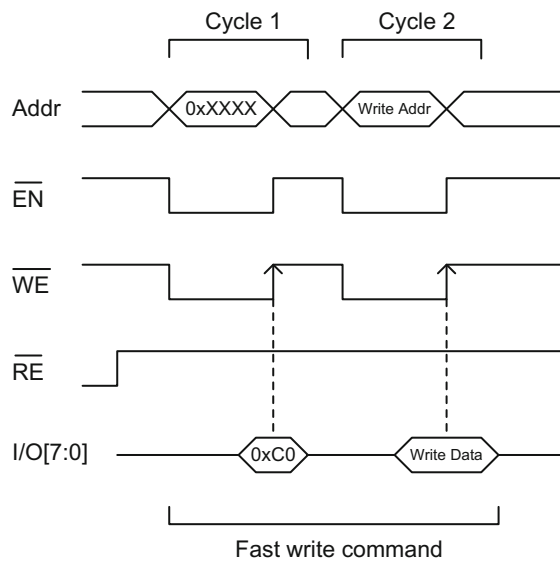 Cycle 1 Cycle 2
Addr 0xXXXX Write Addr
EN
WE
RE
I/O[7:0] 0xC0 Write Data
Fast write command